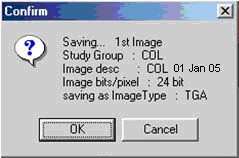 Confirm
Saving... 1st Image
Study Group : COL
Image desc : COL 01 Jan 05
Image bits/pixel : 24 bit
saving as ImageType : TGA
OK
Cancel